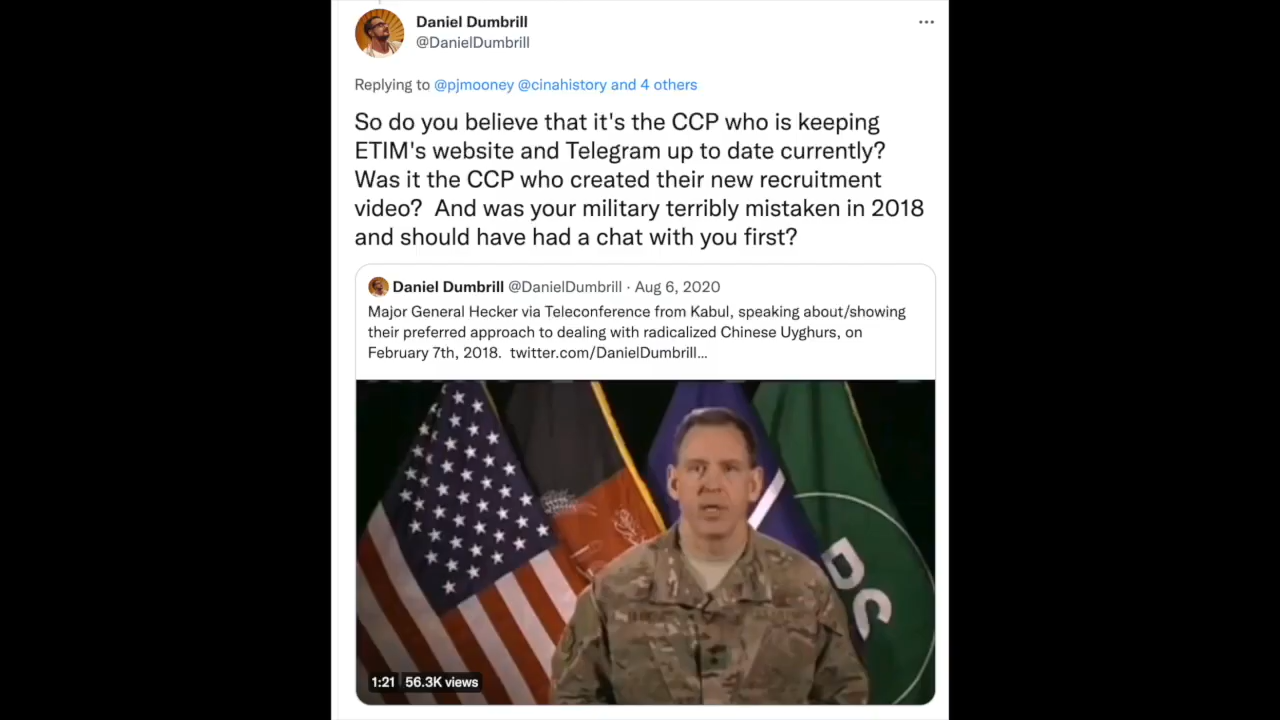 Daniel Dumbrill
@DanielDumbrill
Replying to @pjmooney @cinahistory and 4 others
So do you believe that it's the CCP who is keeping
ETIM's website and Telegram up to date currently?
Was it the CCP who created their new recruitment
video?  And was your military terribly mistaken in 2018
and should have had a chat with you first?
Daniel Dumbrill @DanielDumbrill · Aug 6, 2020
Major General Hecker via Teleconference from Kabul, speaking about/showing
their preferred approach to dealing with radicalized Chinese Uyghurs, on
February 7th, 2018.  twitter.com/DanielDumbrill…
DC
1:21 56.3K views